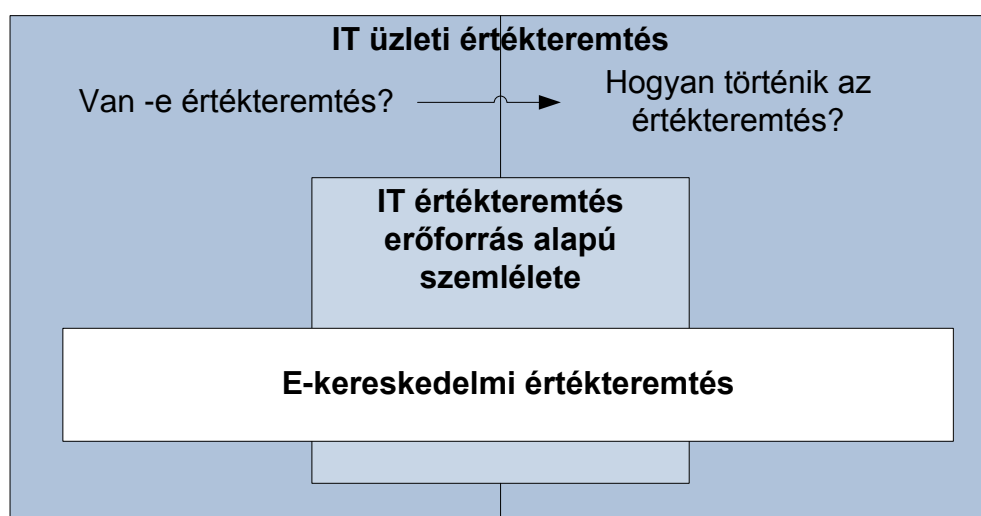 IT üzleti értékteremtés
Van -e értékteremtés?
Hogyan történik az
értékteremtés?
IT értékteremtés
erőforrás alapú
szemlélete
E-kereskedelmi értékteremtés